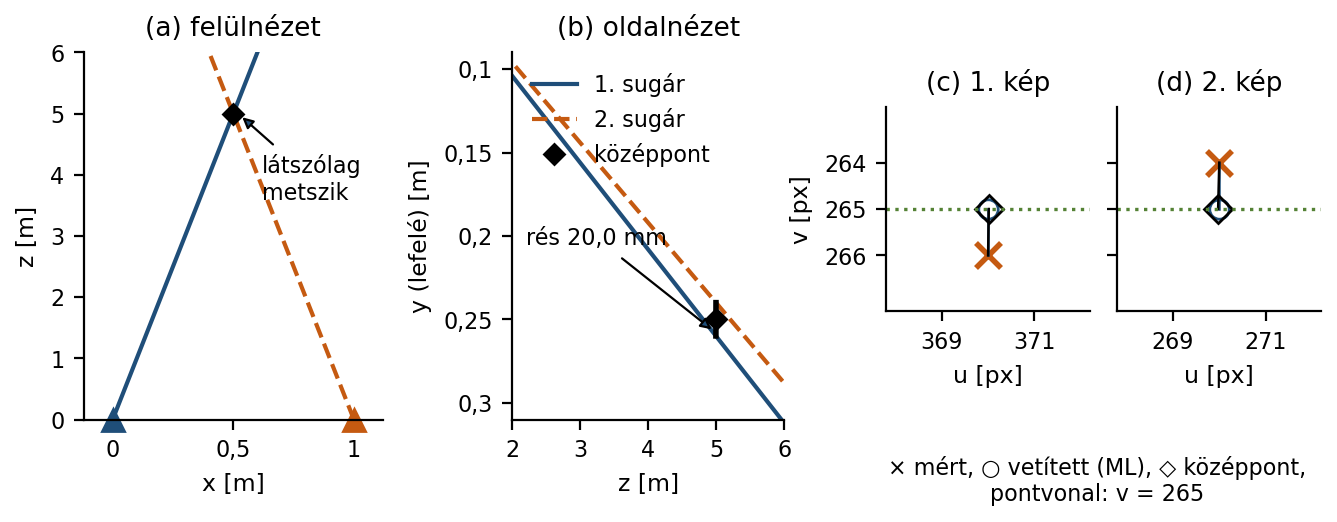 (a) felülnézet
6
5
4
3
2
1
0
z [m]
látszólag
metszik
0
0,5
1
x [m]
(b) oldalnézet
0,1
0,15
0,2
0,25
0,3
y (lefelé) [m]
1. sugár
2. sugár
középpont
rés 20,0 mm
2
3
4
5
6
z [m]
(c) 1. kép
264
265
266
v [px]
369
371
u [px]
(d) 2. kép
269
271
u [px]
× mért, ○ vetített (ML), ◇ középpont,
pontvonal: v = 265